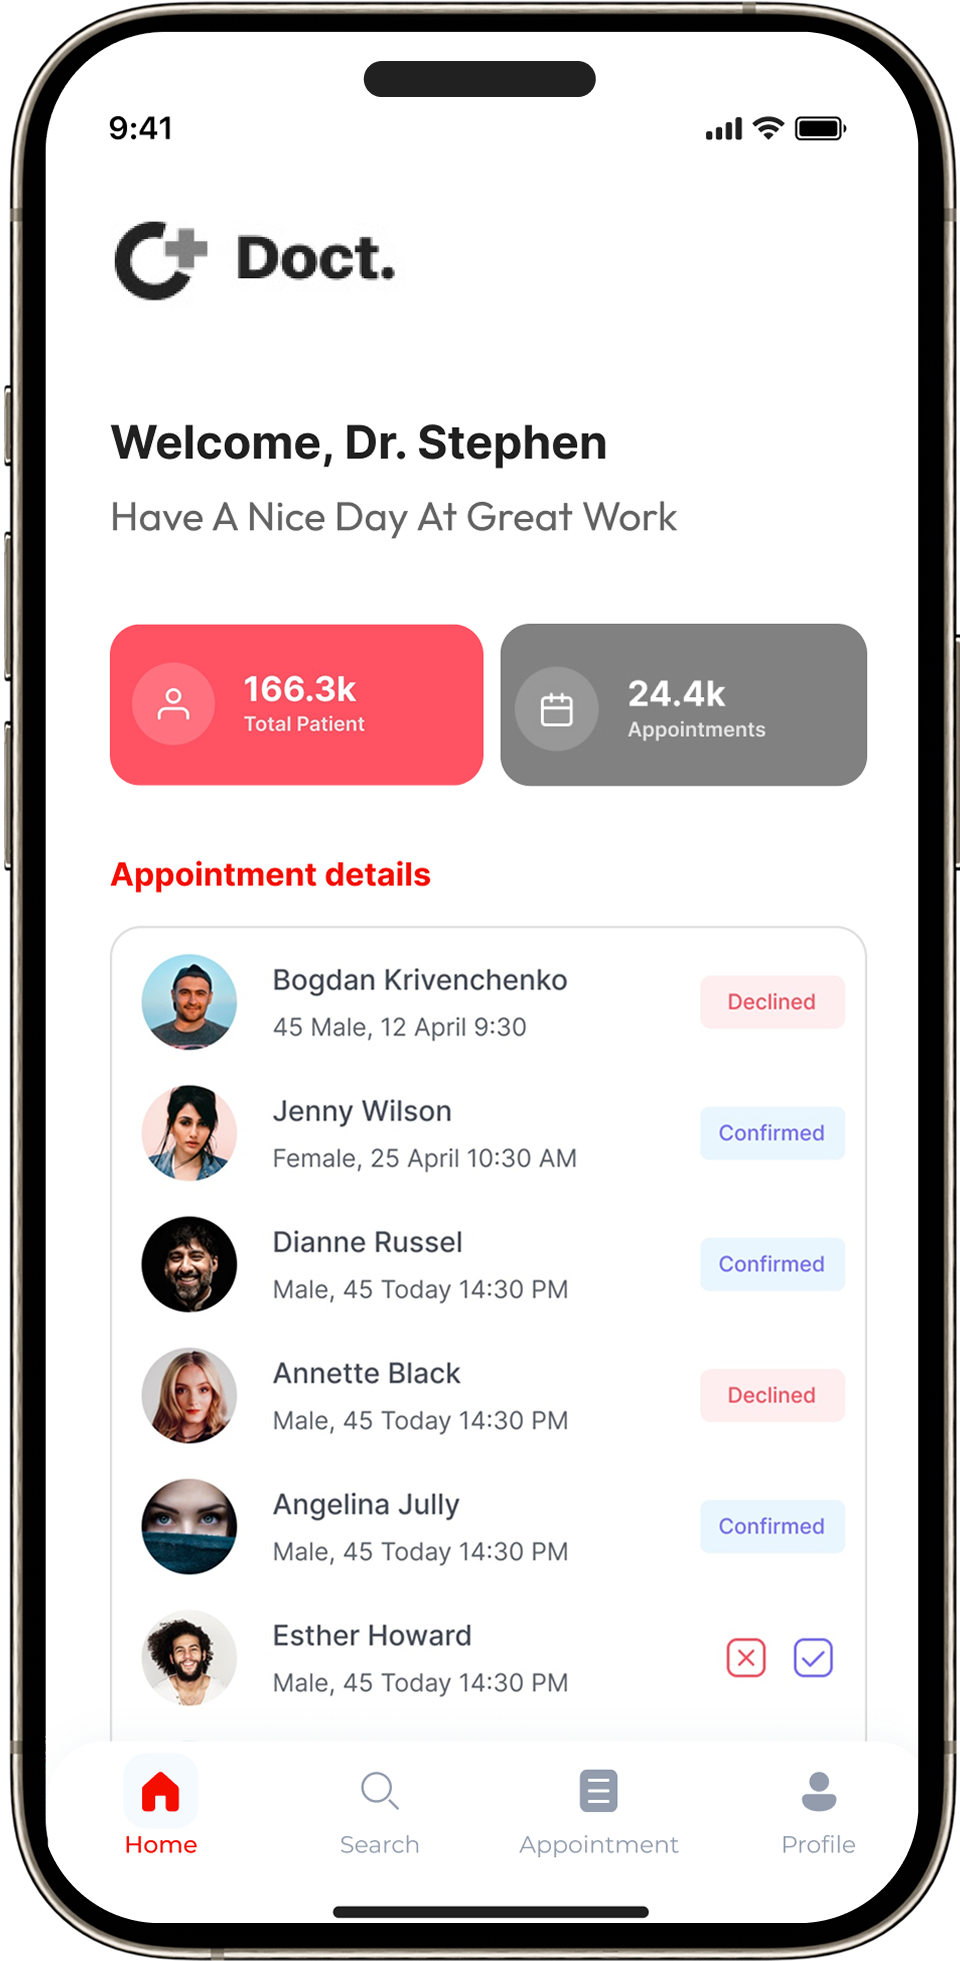 9:41
Doct.
Welcome, Dr. Stephen
Have A Nice Day At Great Work
166.3k
Total Patient
24.4k
Appointments
Appointment details
Bogdan Krivenchenko
45 Male, 12 April 9:30
Declined
Jenny Wilson
Female, 25 April 10:30 AM
Confirmed
Dianne Russel
Male, 45 Today 14:30 PM
Confirmed
Annette Black
Male, 45 Today 14:30 PM
Declined
Angelina Jully
Male, 45 Today 14:30 PM
Confirmed
Esther Howard
Male, 45 Today 14:30 PM
Home
Search
Appointment
Profile